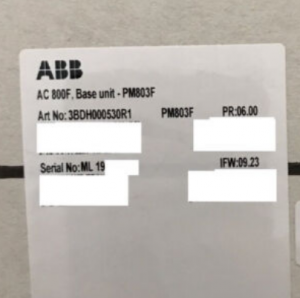 ABB
AC 800F, Base unit - PM803F
Art No: 3BDH000530R1 PM803F PR:06.00
Serial No: ML 19 IFW:09.23